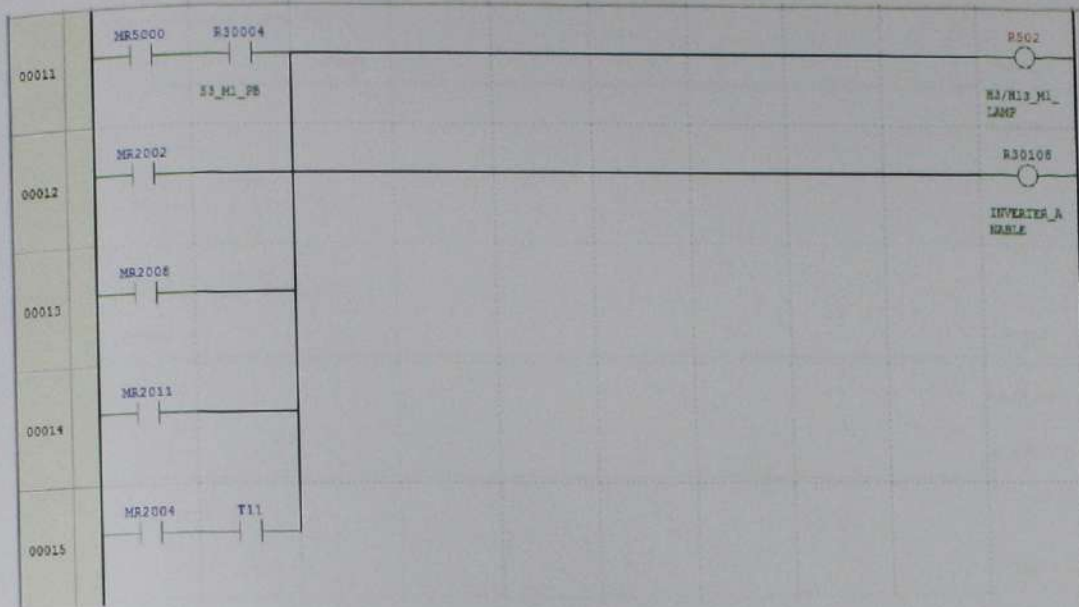 MR5000 R30004 R502
00011
S3_M1_PB H3/H13_M1_
LAMP
MR2002 R30108
00012
INVERTER_A
NABLE
MR2008
00013
MR2011
00014
MR2004 T11
00015